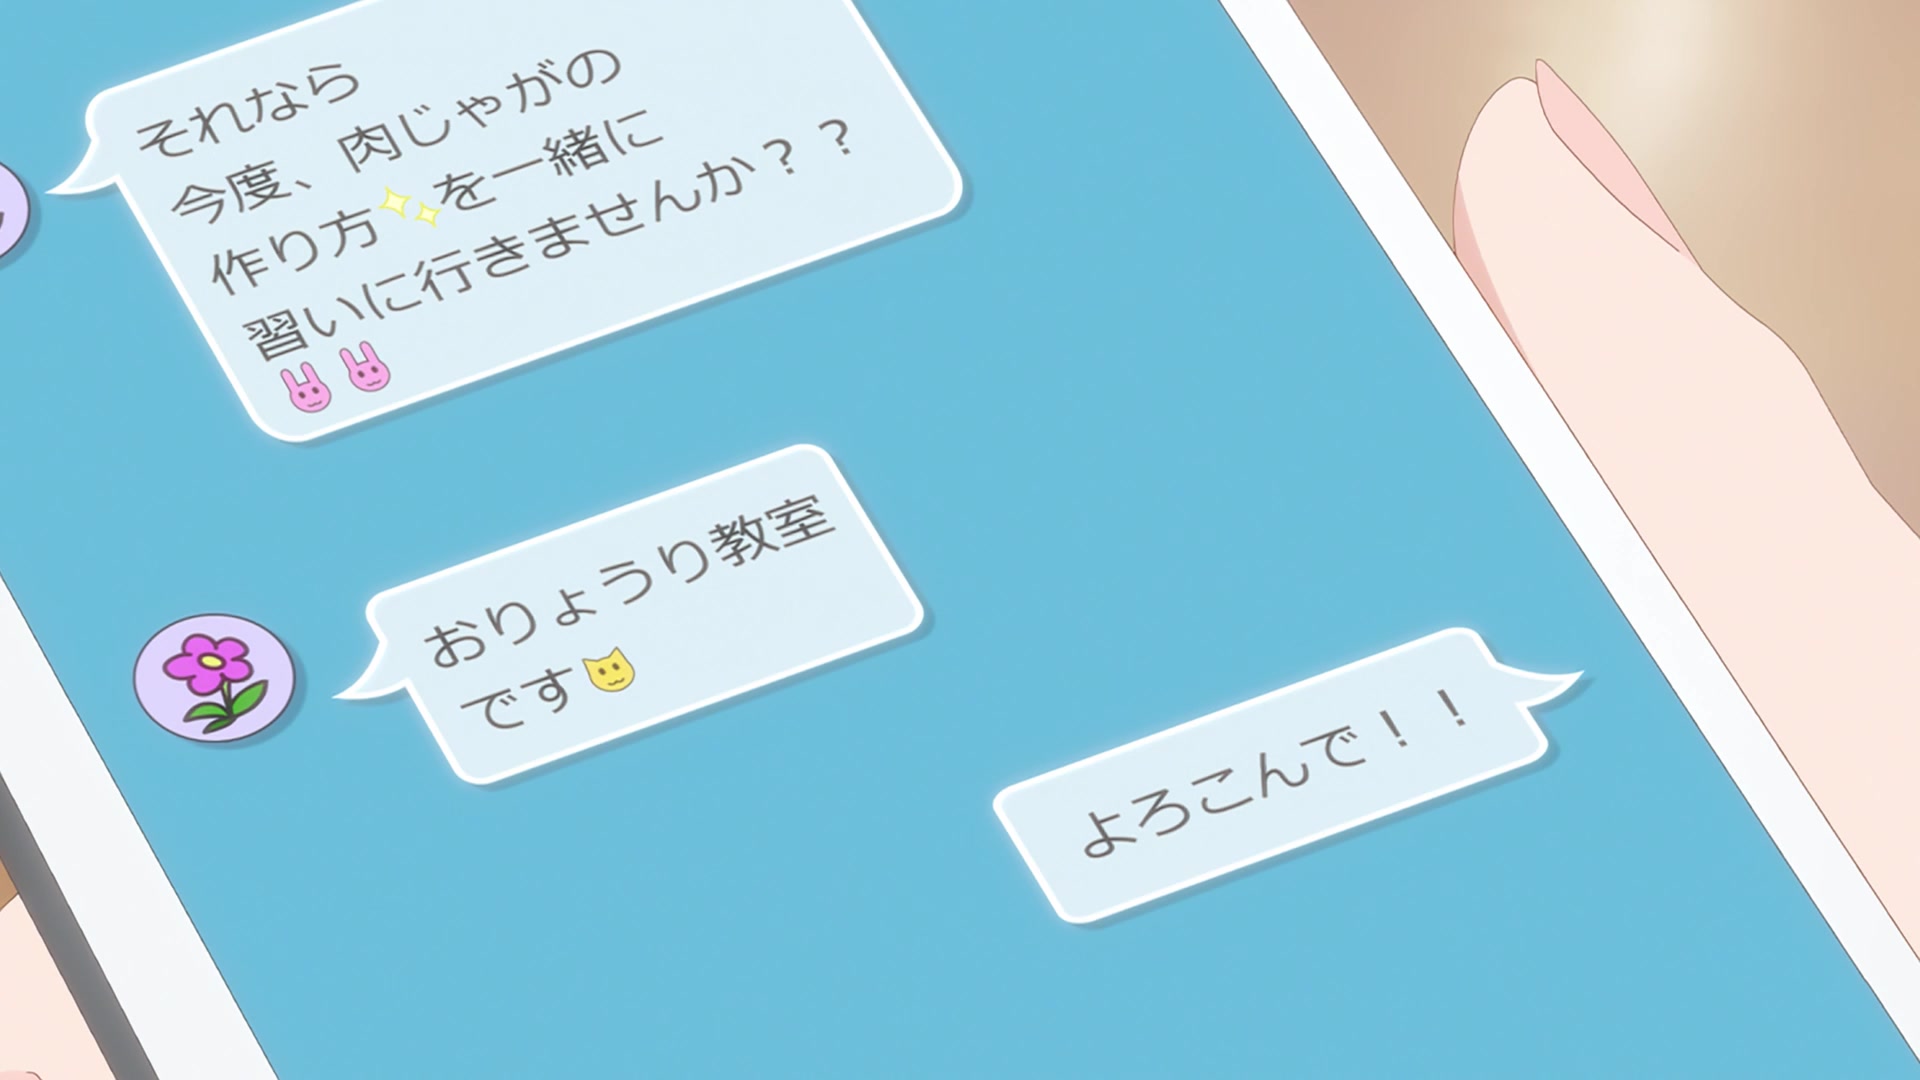 それなら
今度、肉じゃがの
作り方✨を一緒に
習いに行きませんか？？
🐰🐰
おりょうり教室
です🐱
よろこんで！！